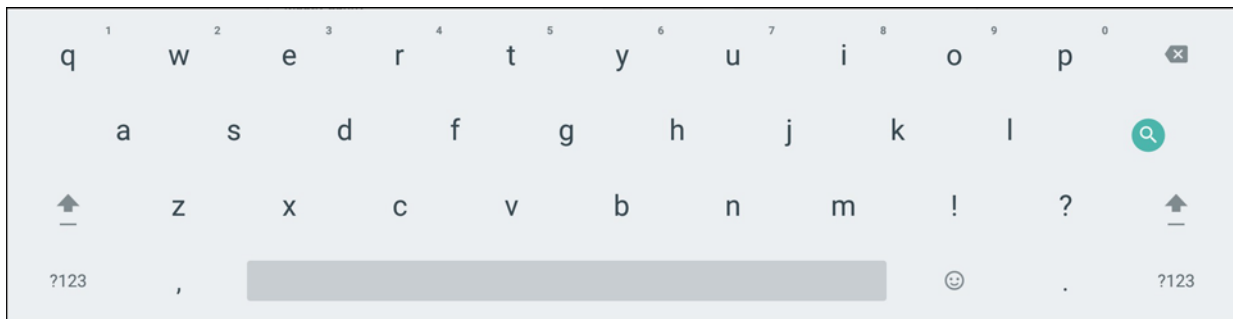 1 2 3 4 5 6 7 8 9 0
q w e r t y u i o p
a s d f g h j k l
z x c v b n m ! ?
?123 , . ?123